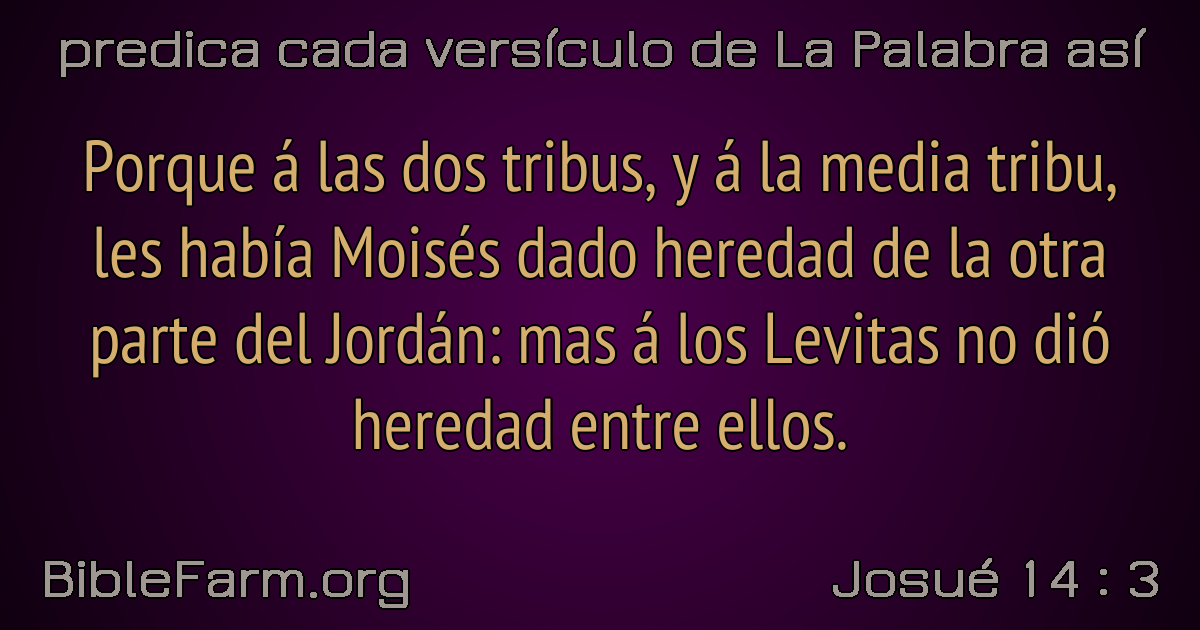 predica cada versículo de La Palabra así
Porque á las dos tribus, y á la media tribu,
les había Moisés dado heredad de la otra
parte del Jordán: mas á los Levitas no dió
heredad entre ellos.
BibleFarm.org
Josué 14 : 3